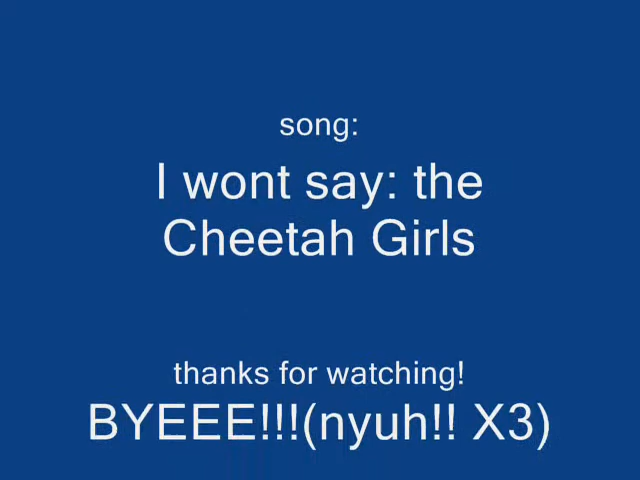 song:
I wont say: the
Cheetah Girls
thanks for watching!
BYEEE!!!(nyuh!! X3)